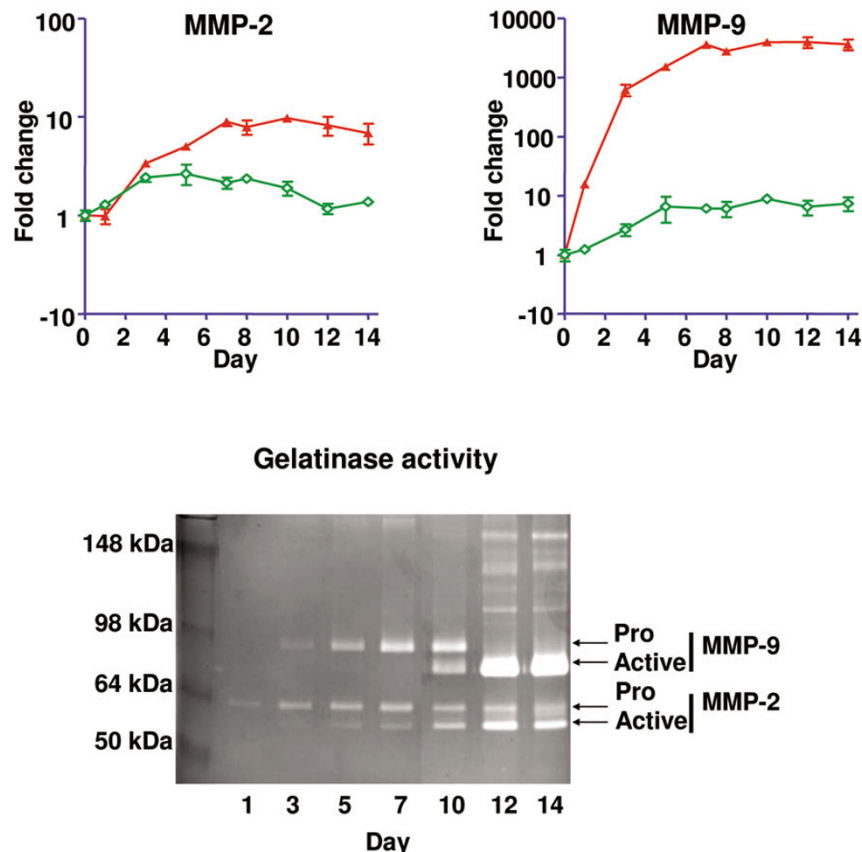 MMP-2
100
10
1
-10
Fold change
0 2 4 6 8 10 12 14
Day
MMP-9
10000
1000
100
10
1
-10
Fold change
0 2 4 6 8 10 12 14
Day
Gelatinase activity
148 kDa
98 kDa
64 kDa
50 kDa
Pro
Active
MMP-9
Pro
Active
MMP-2
1 3 5 7 10 12 14
Day